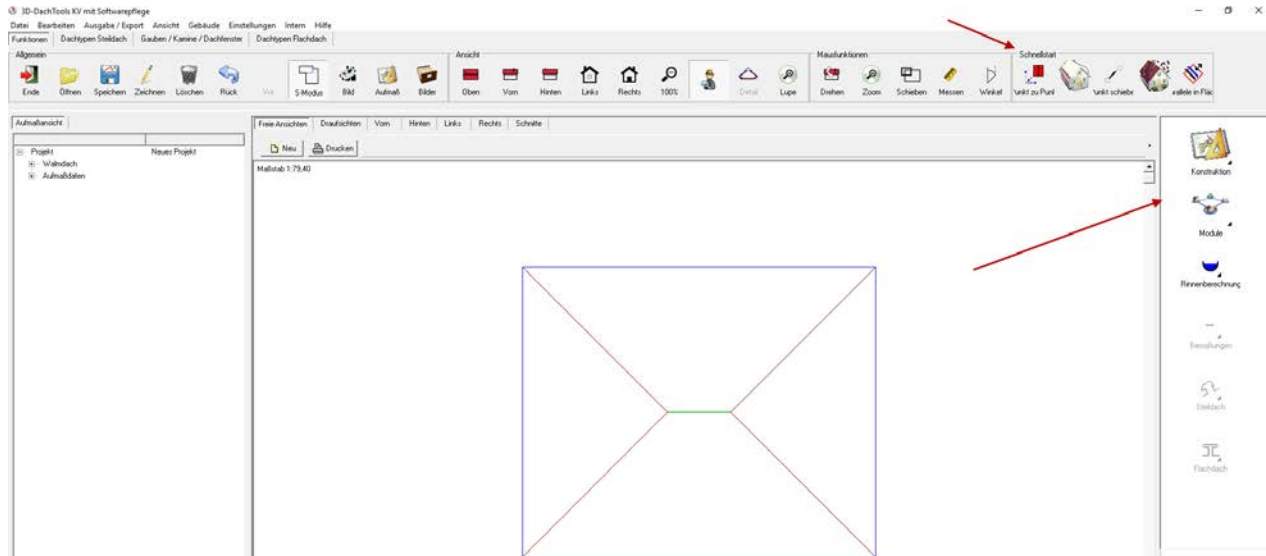 3D-DachTools KV mit Softwarepflege
Datei Bearbeiten Ausgabe / Export Ansicht Gebäude Einstellungen Intern Hilfe
Funktionen Dachtypen Steildach Gauben / Kamine / Dachfenster Dachtypen Flachdach
Allgemein Ansicht Mausfunktionen Schnellstart
Ende Öffnen Speichern Zeichnen Löschen Rück Vor S-Modus Bild Aufmaß Bilder Oben Vorn Hinten Links Rechts 100% Detail Lupe Drehen Zoom Schieben Messen Winkel unkt zu Punl unkt schiebe rallele in Fläc
Aufmaßansicht
Freie Ansichten Draufsichten Vorn Hinten Links Rechts Schnitte
Projekt Neues Projekt
Walmdach
Aufmaßdaten
Neu Drucken
Maßstab 1:79,40
Konstruktion
Module
Rinnenberechnung
Bemaßungen
Steildach
Flachdach